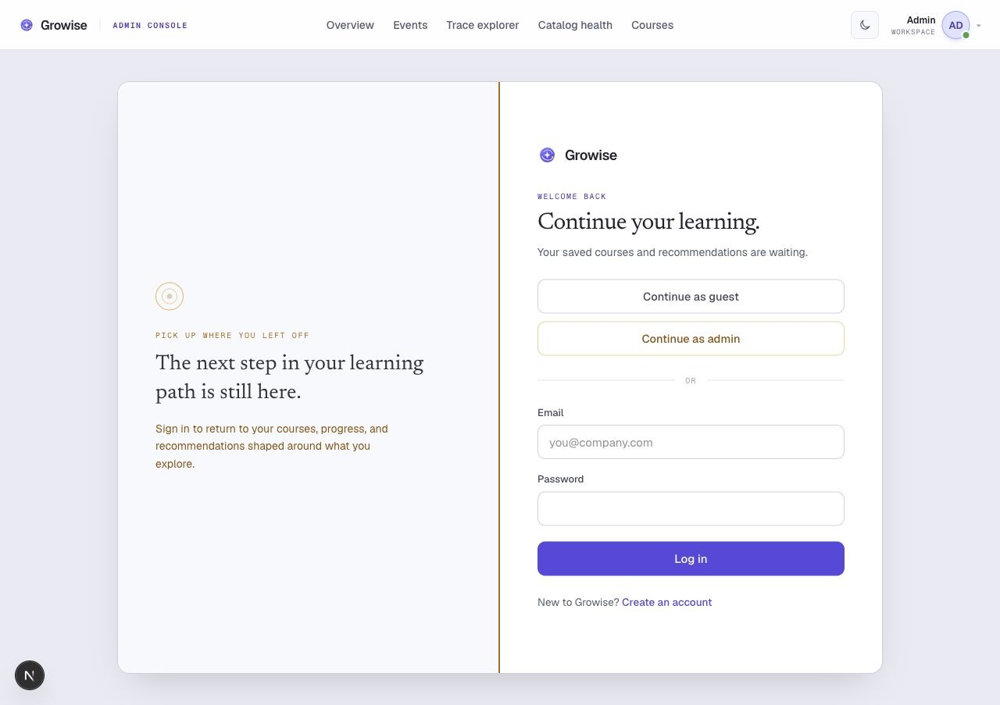 Growise
ADMIN CONSOLE
Overview
Events
Trace explorer
Catalog health
Courses
Admin
WORKSPACE
AD
PICK UP WHERE YOU LEFT OFF
The next step in your learning
path is still here.
Sign in to return to your courses, progress, and
recommendations shaped around what you
explore.
Growise
WELCOME BACK
Continue your learning.
Your saved courses and recommendations are waiting.
Continue as guest
Continue as admin
OR
Email
you@company.com
Password
Log in
New to Growise? Create an account
N